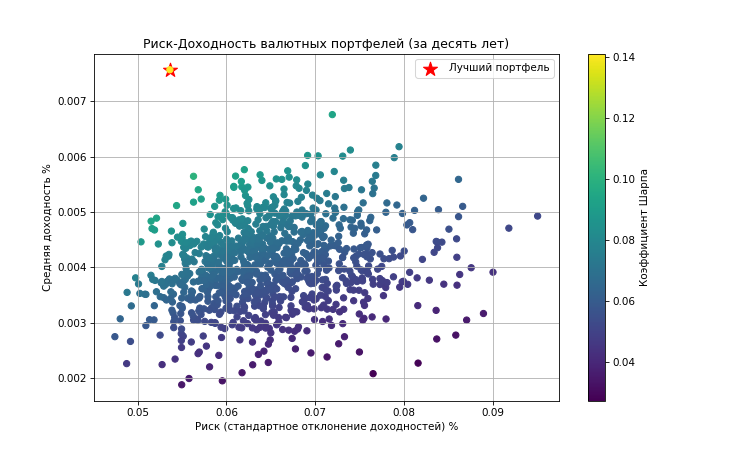 Риск-Доходность валютных портфелей (за десять лет)
Лучший портфель
0.007
0.006
0.005
0.004
0.003
0.002
Средняя доходность %
0.05 0.06 0.07 0.08 0.09
Риск (стандартное отклонение доходностей) %
0.14
0.12
0.10
0.08
0.06
0.04
Коэффициент Шарпа